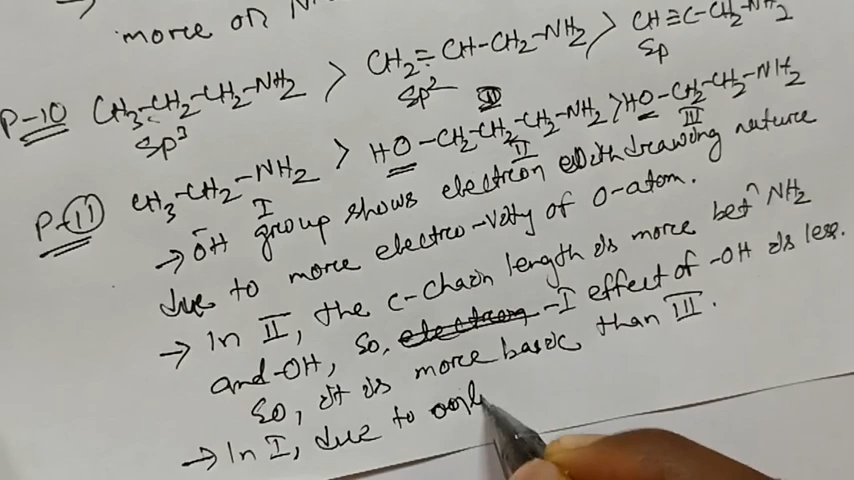 more on
P-10 CH3-CH2-CH2-NH2 > CH2=CH-CH2-NH2 > CH≡C-CH2-NH2
Sp3 Sp2 Sp
P-11 CH3-CH2-NH2 > HO-CH2-CH2-CH2-NH2 > HO-CH2-CH2-NH2
I II III
→ OH group shows electron withdrawing nature
due to more electro-vity of O-atom.
→ In II, the C-chain length is more betn NH2
and -OH, So, -I effect of -OH is less.
So, it is more basic than III.
→ In I, due to